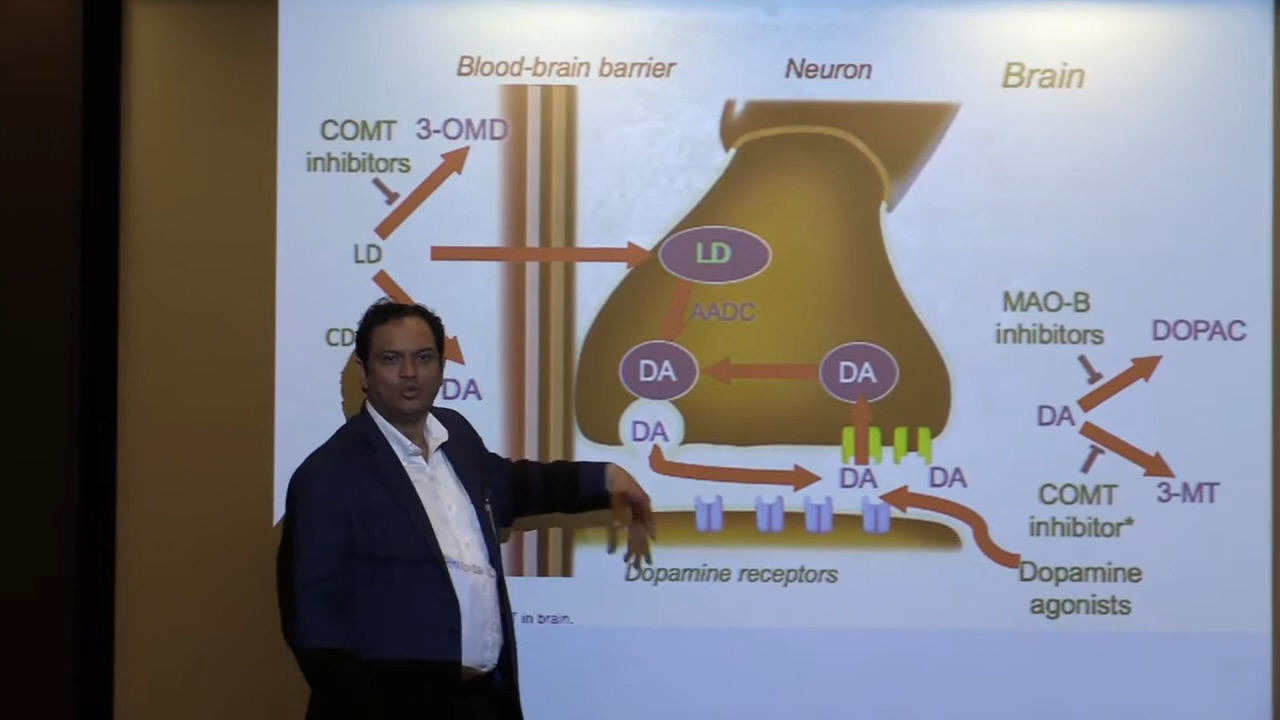 Blood-brain barrier
Neuron
Brain
COMT
inhibitors
3-OMD
LD
LD
AADC
CD
DA
DA
DA
DA
DA
DA
MAO-B
inhibitors
DOPAC
DA
COMT
inhibitor*
3-MT
Dopamine receptors
Dopamine
agonists
in brain.